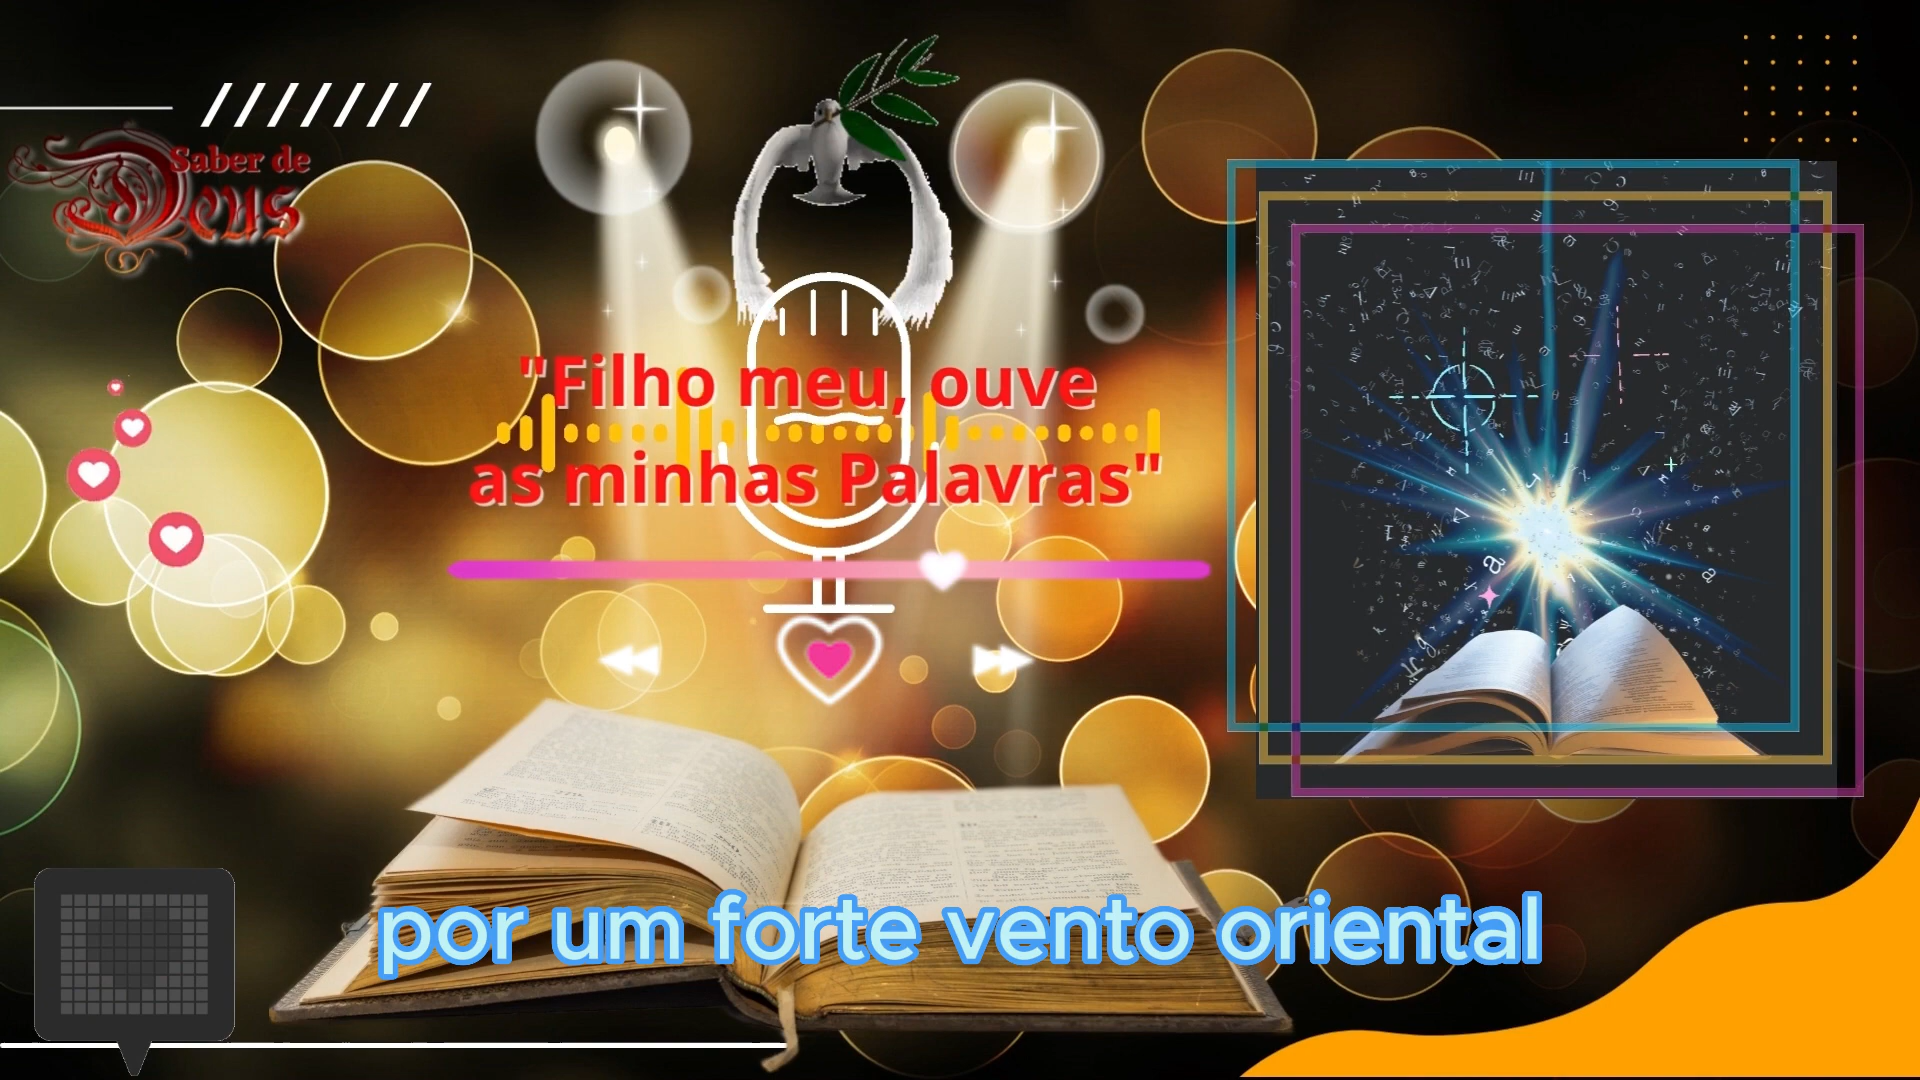 Saber de
Deus
"Filho meu, ouve
as minhas Palavras"
por um forte vento oriental